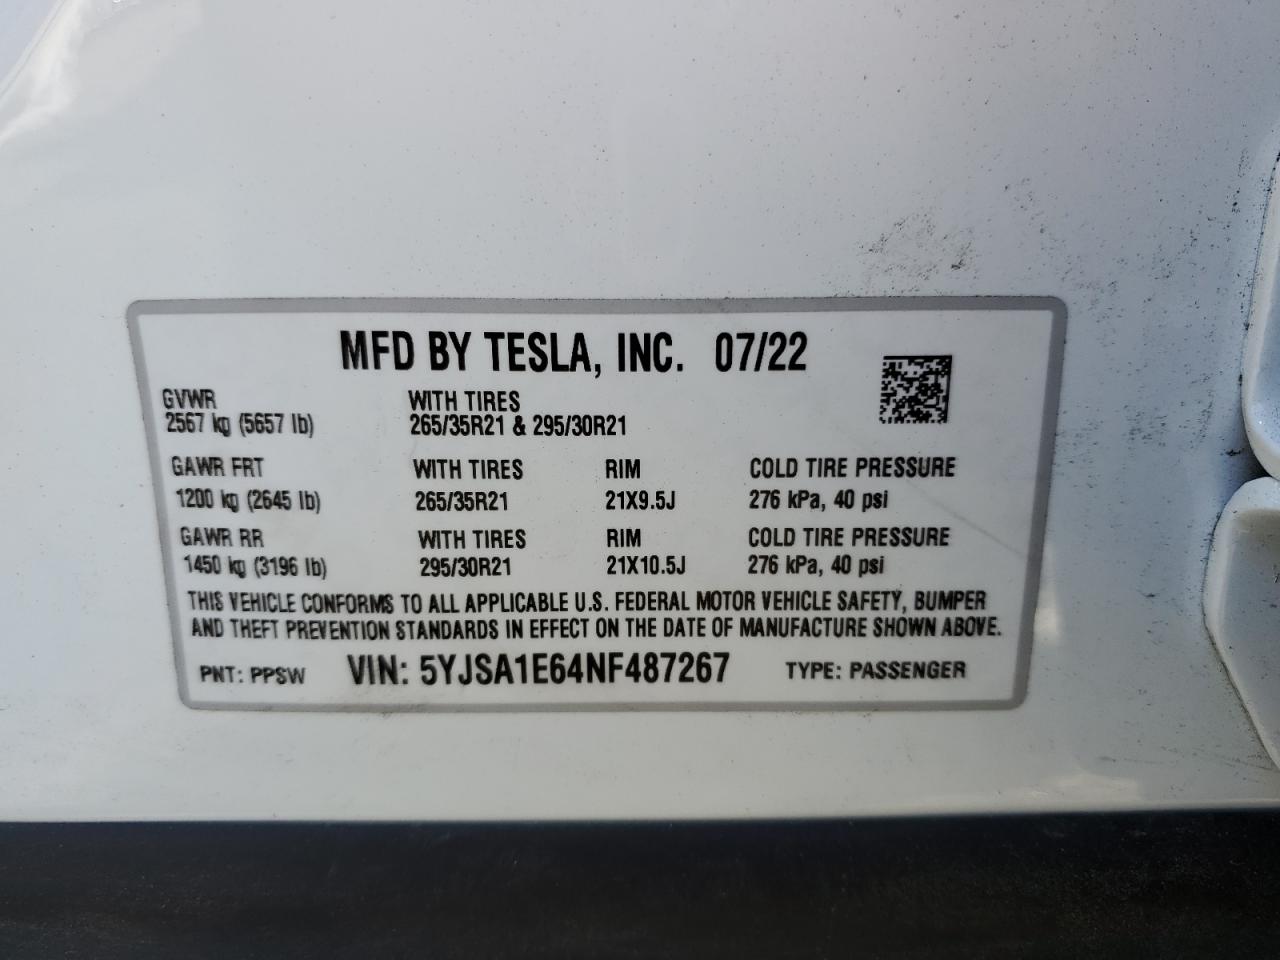 MFD BY TESLA, INC. 07/22
GVWR WITH TIRES
2567 kg (5657 lb) 265/35R21 & 295/30R21
GAWR FRT WITH TIRES RIM COLD TIRE PRESSURE
1200 kg (2645 lb) 265/35R21 21X9.5J 276 kPa, 40 psi
GAWR RR WITH TIRES RIM COLD TIRE PRESSURE
1450 kg (3196 lb) 295/30R21 21X10.5J 276 kPa, 40 psi
THIS VEHICLE CONFORMS TO ALL APPLICABLE U.S. FEDERAL MOTOR VEHICLE SAFETY, BUMPER
AND THEFT PREVENTION STANDARDS IN EFFECT ON THE DATE OF MANUFACTURE SHOWN ABOVE.
PNT: PPSW VIN: 5YJSA1E64NF487267 TYPE: PASSENGER